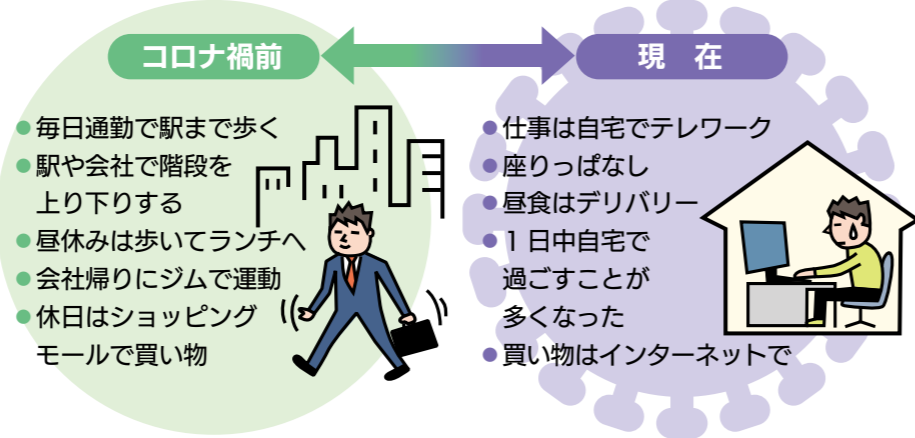 コロナ禍前
● 毎日通勤で駅まで歩く
● 駅や会社で階段を
上り下りする
● 昼休みは歩いてランチへ
● 会社帰りにジムで運動
● 休日はショッピング
モールで買い物
現　在
● 仕事は自宅でテレワーク
● 座りっぱなし
● 昼食はデリバリー
● 1日中自宅で
過ごすことが
多くなった
● 買い物はインターネットで